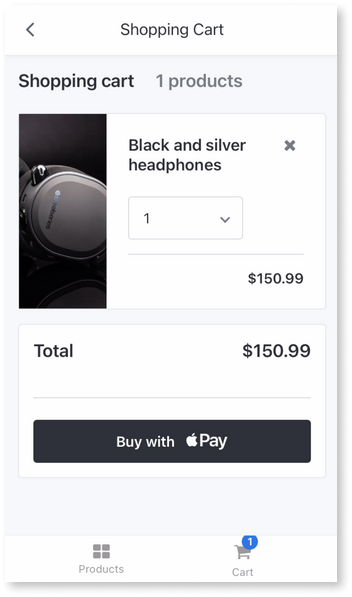 Shopping Cart
Shopping cart 1 products
Black and silver
headphones
1
$150.99
Total $150.99
Buy with Pay
1
Products
Cart